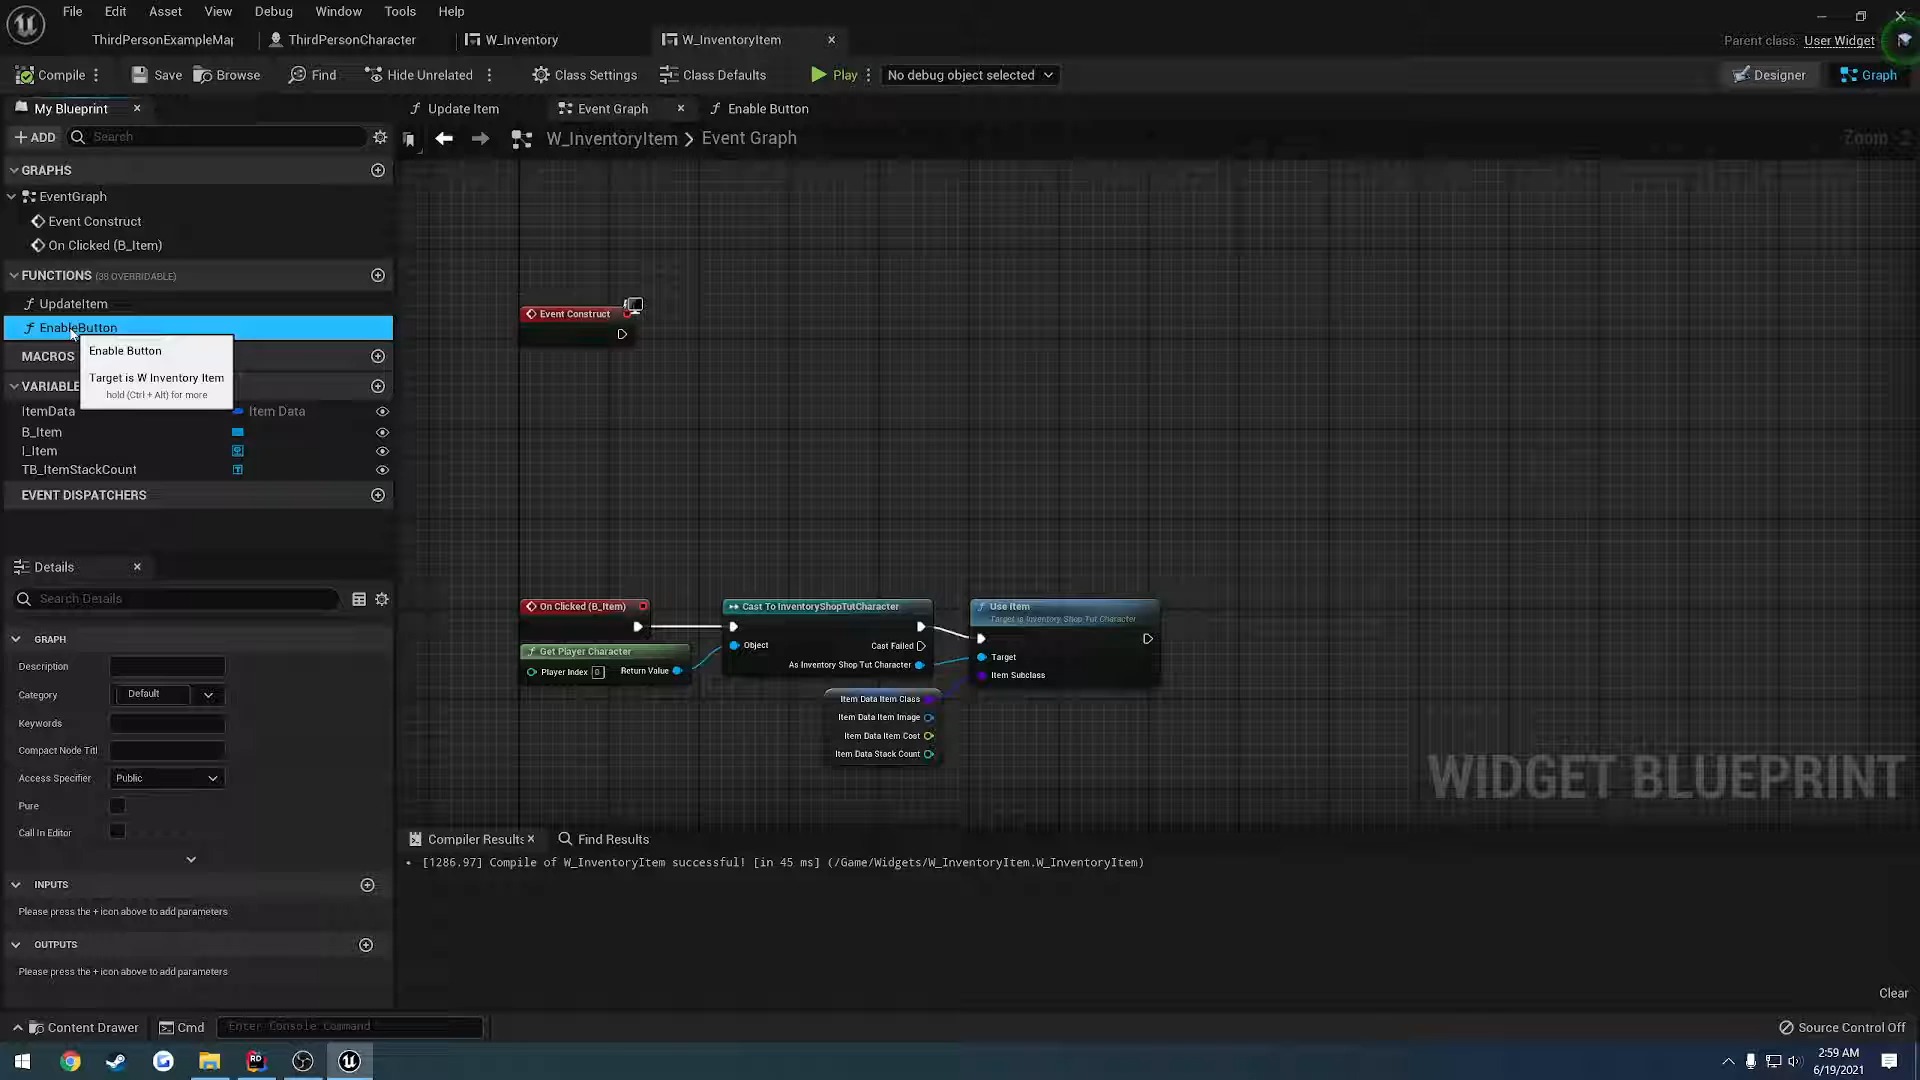 File Edit Asset View Debug Window Tools Help
ThirdPersonExampleMap ThirdPersonCharacter W_Inventory W_InventoryItem
Parent class: User Widget
Compile Save Browse Find Hide Unrelated Class Settings Class Defaults Play No debug object selected Designer Graph
My Blueprint Update Item Event Graph Enable Button
ADD Search W_InventoryItem Event Graph Zoom -2
GRAPHS
EventGraph
Event Construct
On Clicked (B_Item)
FUNCTIONS (38 OVERRIDABLE)
UpdateItem
EnableButton
MACROS
Enable Button
Target is W Inventory Item
hold (Ctrl + Alt) for more
VARIABLE
ItemData Item Data
B_Item
I_Item
TB_ItemStackCount
EVENT DISPATCHERS
Event Construct
Details
Search Details
GRAPH
Description
Category Default
Keywords
Compact Node Titl
Access Specifier Public
Pure
Call In Editor
INPUTS
Please press the + icon above to add parameters
OUTPUTS
Please press the + icon above to add parameters
On Clicked (B_Item)
Get Player Character
Player Index 0 Return Value
Cast To InventoryShopTutCharacter
Object
Cast Failed
As Inventory Shop Tut Character
Use Item
Target is Inventory Shop Tut Character
Target
Item Subclass
Item Data Item Class
Item Data Item Image
Item Data Item Cost
Item Data Stack Count
WIDGET BLUEPRINT
Compiler Results Find Results
[1286.97] Compile of W_InventoryItem successful! [in 45 ms] (/Game/Widgets/W_InventoryItem.W_InventoryItem)
Clear
Content Drawer Cmd Enter Console Command Source Control Off
RD
2:59 AM
6/19/2021